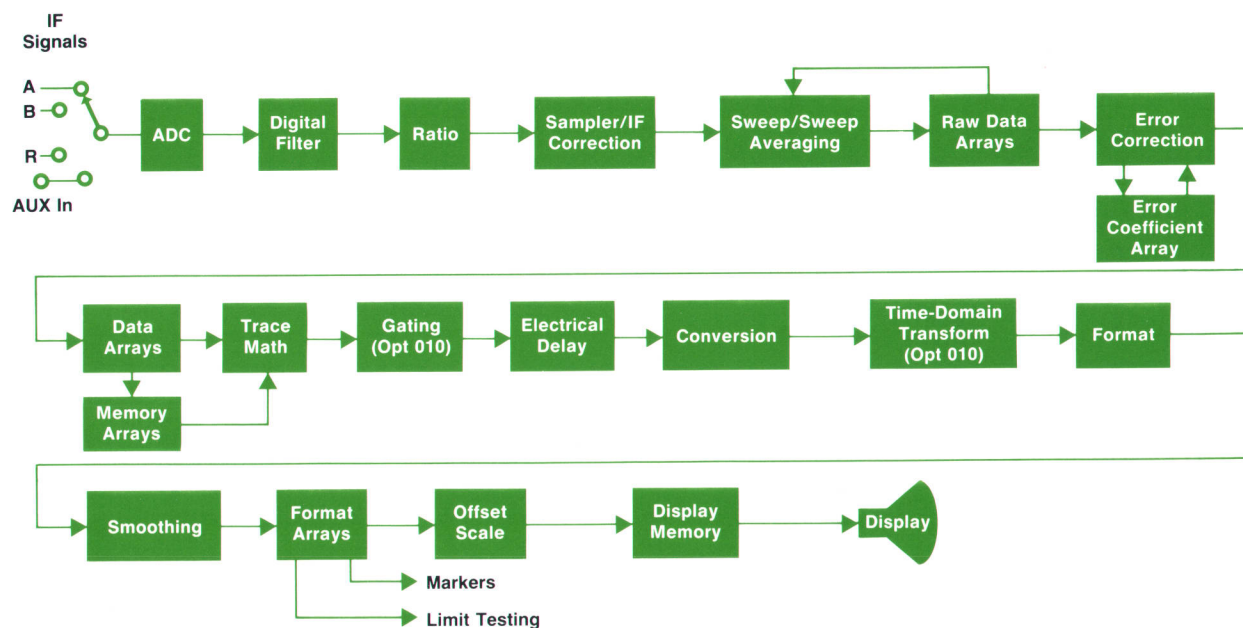 IF
Signals
A
B
R
AUX In
ADC
Digital
Filter
Ratio
Sampler/IF
Correction
Sweep/Sweep
Averaging
Raw Data
Arrays
Error
Correction
Error
Coefficient
Array
Data
Arrays
Memory
Arrays
Trace
Math
Gating
(Opt 010)
Electrical
Delay
Conversion
Time-Domain
Transform
(Opt 010)
Format
Smoothing
Format
Arrays
Markers
Limit Testing
Offset
Scale
Display
Memory
Display